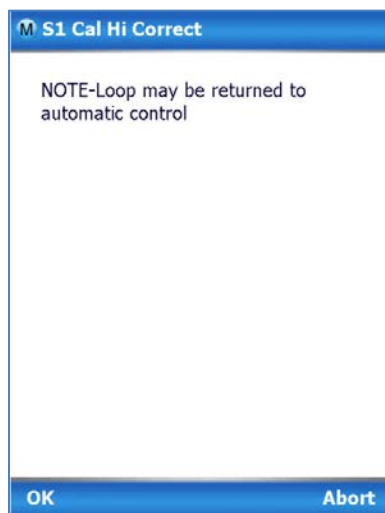 M S1 Cal Hi Correct
NOTE-Loop may be returned to
automatic control
OK Abort